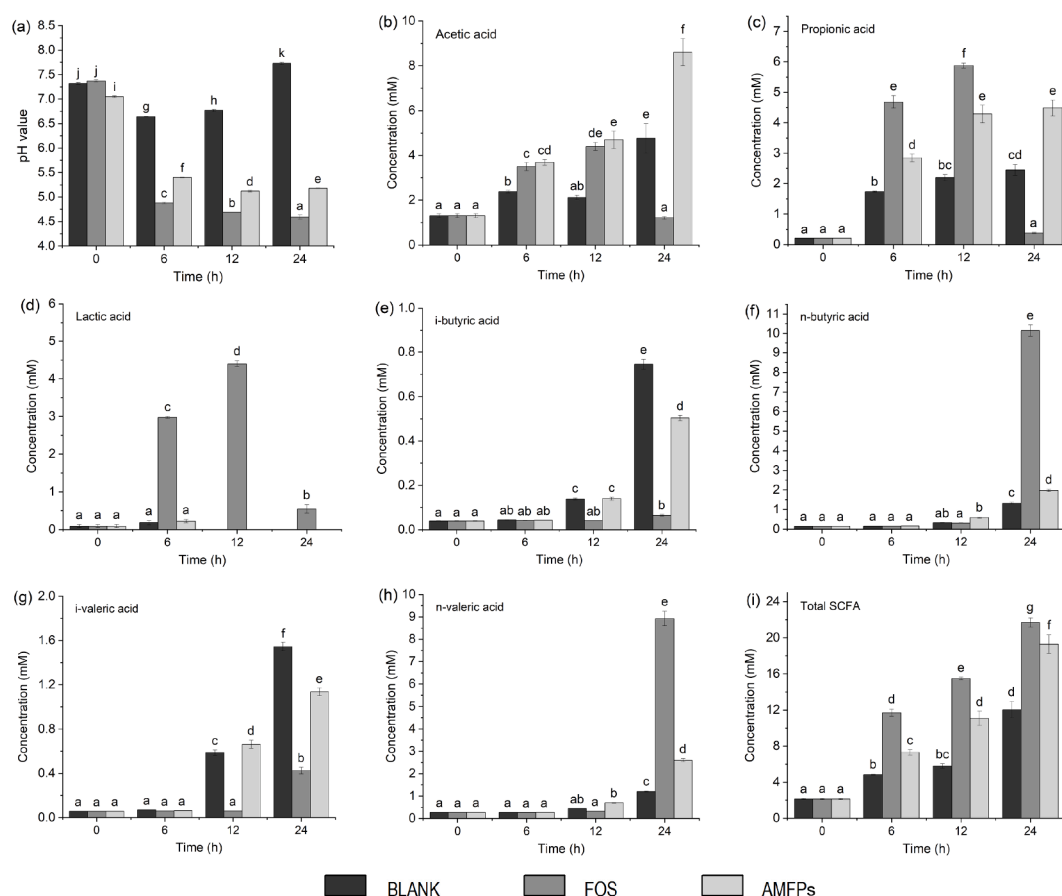 (a)
pH value
7.5
7.0
6.5
6.0
5.5
5.0
4.5
4.0
j j i
g c f
h b d
k a e
0 6 12 24
Time (h)
(b)
Acetic acid
Concentration (mM)
10
8
6
4
2
0
a a a
b c cd
ab de e
e a f
0 6 12 24
Time (h)
(c)
Propionic acid
Concentration (mM)
6
5
4
3
2
1
0
a a a
b e d
bc f e
cd a e
0 6 12 24
Time (h)
(d)
Lactic acid
Concentration (mM)
6
5
4
3
2
1
0
a a a
a c a
d
b
0 6 12 24
Time (h)
(e)
i-butyric acid
Concentration (mM)
1.0
0.8
0.6
0.4
0.2
0.0
a a a
ab ab ab
c ab c
e b d
0 6 12 24
Time (h)
(f)
n-butyric acid
Concentration (mM)
11
10
9
8
7
6
5
4
3
2
1
0
a a a
a a a
ab a b
c e d
0 6 12 24
Time (h)
(g)
i-valeric acid
Concentration (mM)
2.0
1.6
1.2
0.8
0.4
0.0
a a a
a a a
c a d
f b e
0 6 12 24
Time (h)
(h)
n-valeric acid
Concentration (mM)
10
9
8
7
6
5
4
3
2
1
0
a a a
a a a
ab a b
c e d
0 6 12 24
Time (h)
(i)
Total SCFA
Concentration (mM)
24
21
18
15
12
9
6
3
0
a a a
b d c
bc e d
d g f
0 6 12 24
Time (h)
BLANK FOS AMFPs